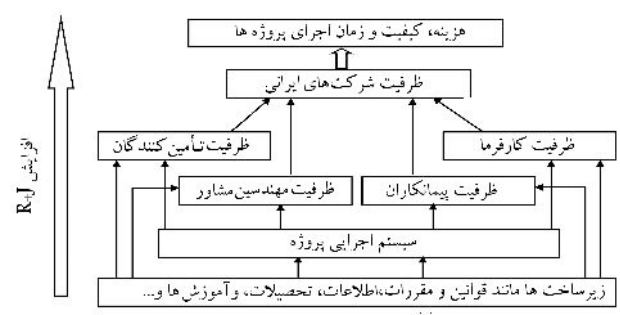 هزینه، کیفیت و زمان اجرای پروژه ها
ظرفیت شرکت‌های ایرانی
ظرفیت کارفرما
ظرفیت تأمین‌کنندگان
ظرفیت پیمانکاران
ظرفیت مهندسین مشاور
سیستم اجرایی پروژه
زیرساخت ها مانند قوانین و مقررات،اطلاعات، تحصیلات، و آموزش ها و...
افزایش R+J